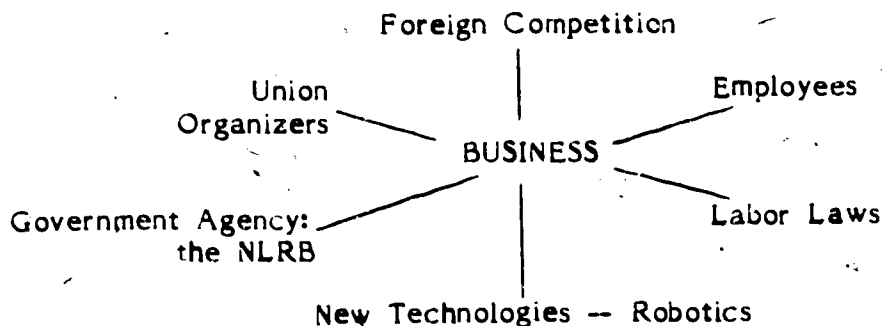 Foreign Competition
Union
Organizers
Employees
BUSINESS
Government Agency:
the NLRB
Labor Laws
New Technologies -- Robotics